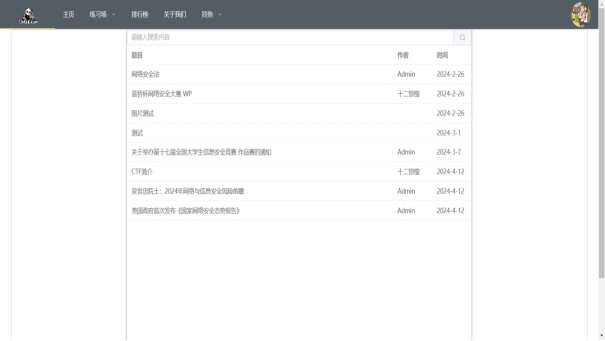 主页 练习场 排行榜 关于我们 其他
请输入搜索内容
题目 作者 时间
网络安全法 Admin 2024-2-26
蓝桥杯网络安全大赛 WP 十二惊惶 2024-2-26
图片测试 2024-2-26
测试 2024-3-1
关于举办第十七届全国大学生信息安全竞赛 作品赛的通知 Admin 2024-3-7
CTF简介 十二惊惶 2024-4-12
吴世忠院士：2024年网络与信息安全风险前瞻 Admin 2024-4-12
德国政府首次发布《国家网络安全态势报告》 Admin 2024-4-12